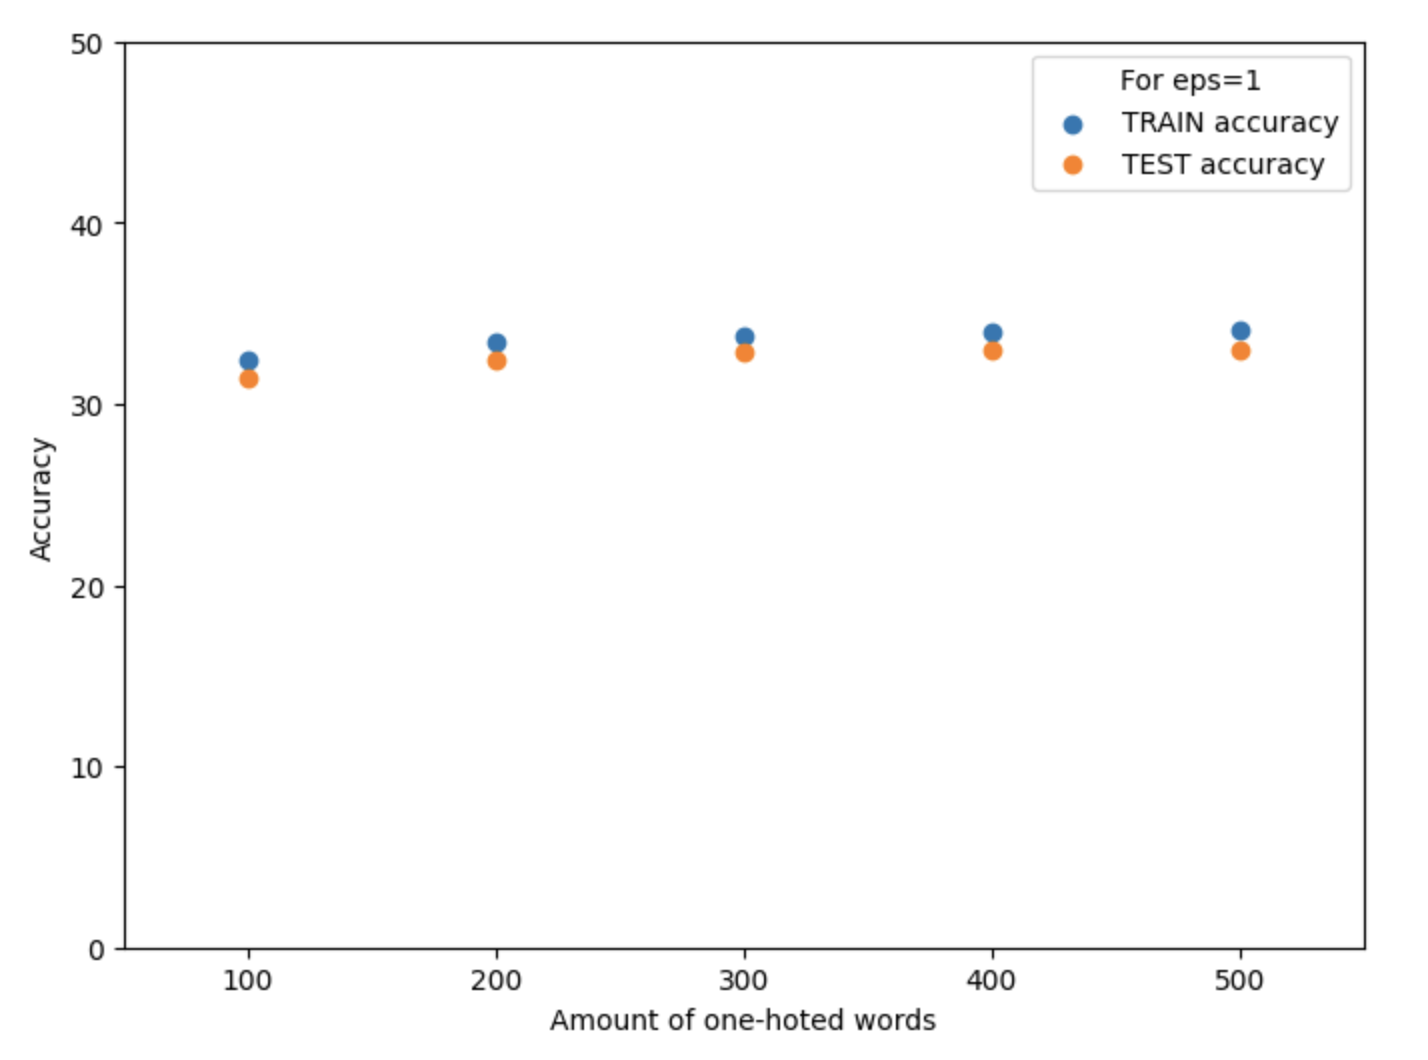 50
For eps=1
TRAIN accuracy
TEST accuracy
40
30
Accuracy
20
10
0
100 200 300 400 500
Amount of one-hoted words